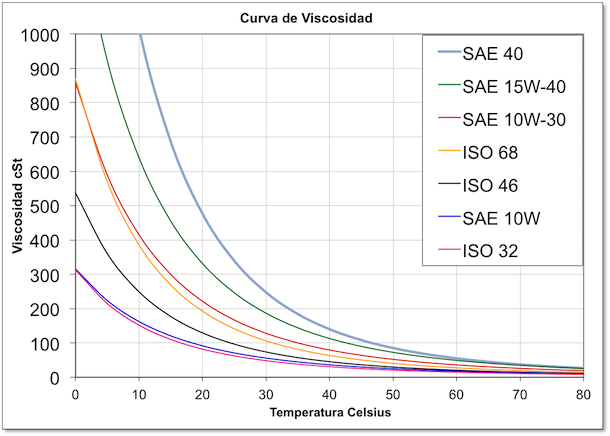 Curva de Viscosidad
1000
900
800
700
600
500
400
300
200
100
0
Viscosidad cSt
0 10 20 30 40 50 60 70 80
Temperatura Celsius
SAE 40
SAE 15W-40
SAE 10W-30
ISO 68
ISO 46
SAE 10W
ISO 32